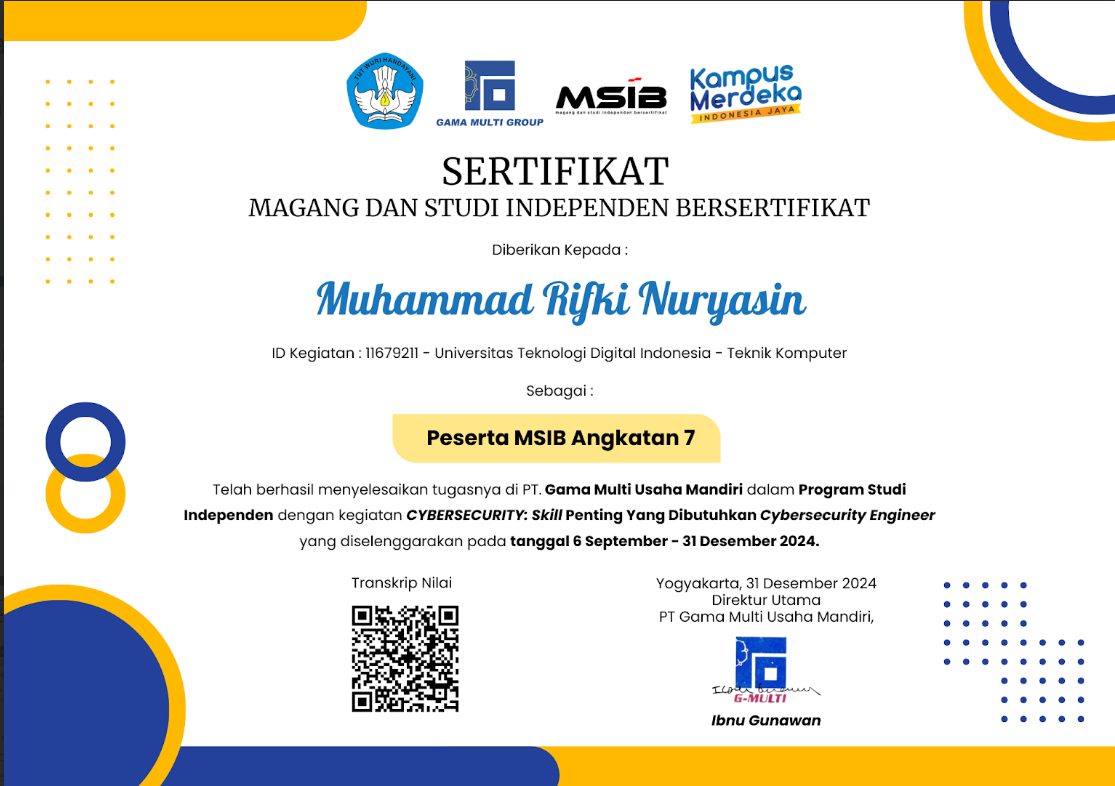 TUT WURI HANDAYANI
GAMA MULTI GROUP
MSIB
magang dan studi independen bersertifikat
Kampus
Merdeka
INDONESIA JAYA
SERTIFIKAT
MAGANG DAN STUDI INDEPENDEN BERSERTIFIKAT
Diberikan Kepada :
Muhammad Rifki Nuryasin
ID Kegiatan : 11679211 - Universitas Teknologi Digital Indonesia - Teknik Komputer
Sebagai :
Peserta MSIB Angkatan 7
Telah berhasil menyelesaikan tugasnya di PT. Gama Multi Usaha Mandiri dalam Program Studi
Independen dengan kegiatan CYBERSECURITY: Skill Penting Yang Dibutuhkan Cybersecurity Engineer
yang diselenggarakan pada tanggal 6 September - 31 Desember 2024.
Transkrip Nilai
Yogyakarta, 31 Desember 2024
Direktur Utama
PT Gama Multi Usaha Mandiri,
G-MULTI
Ibnu Gunawan